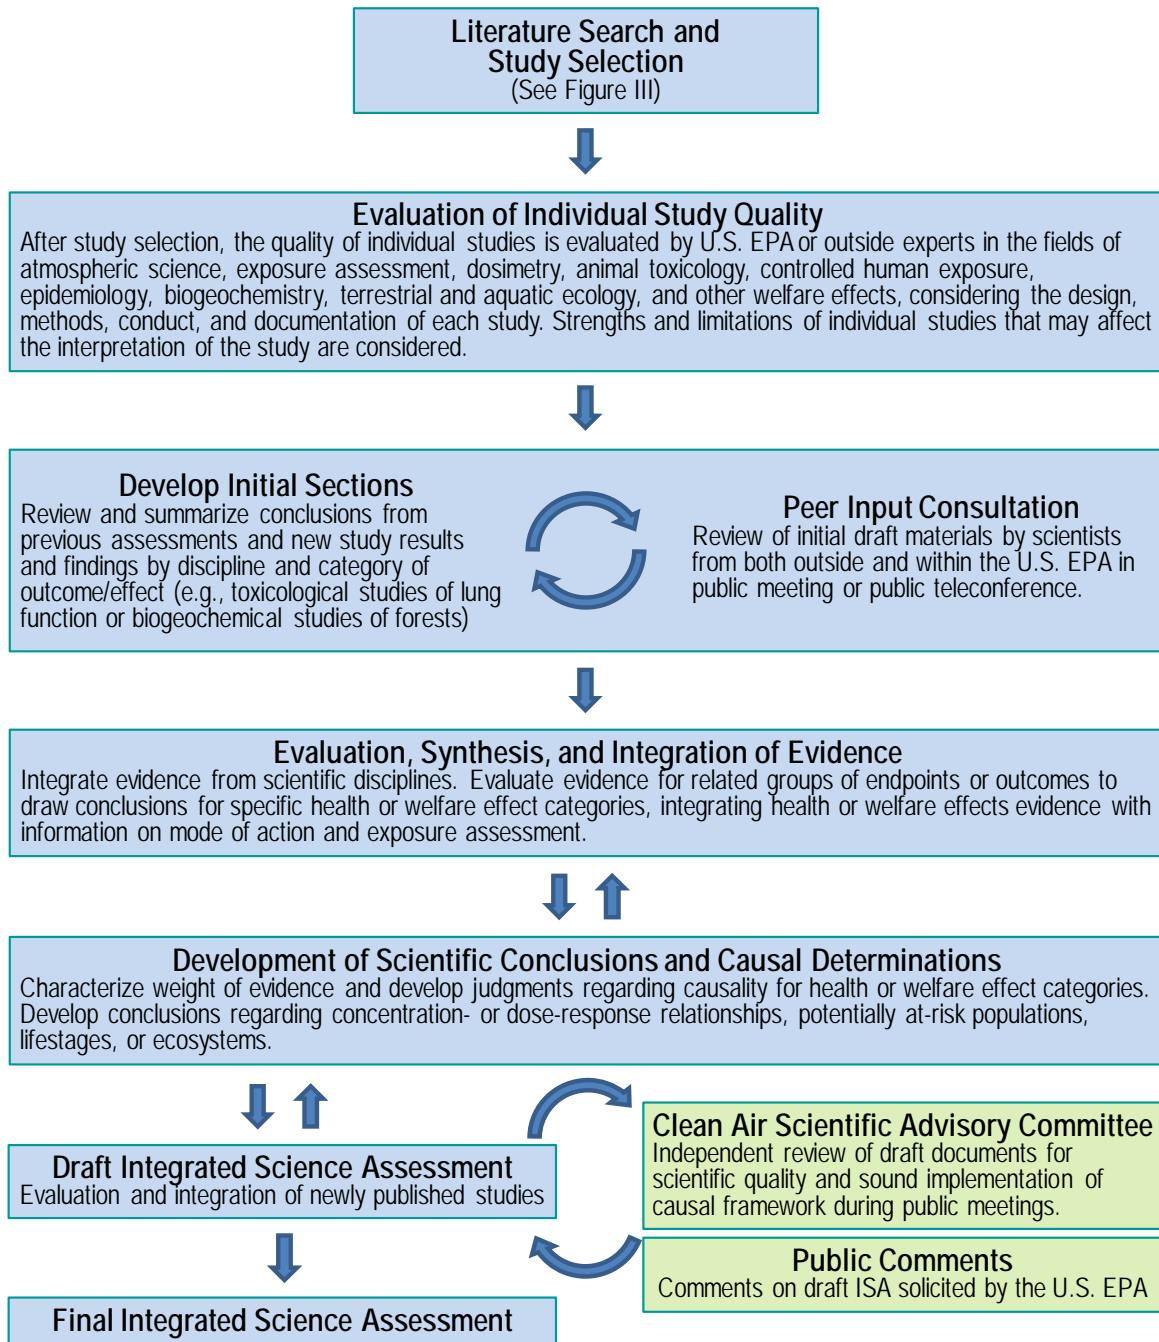 Literature Search and
Study Selection
(See Figure III)
Evaluation of Individual Study Quality
After study selection, the quality of individual studies is evaluated by U.S. EPA or outside experts in the fields of
atmospheric science, exposure assessment, dosimetry, animal toxicology, controlled human exposure,
epidemiology, biogeochemistry, terrestrial and aquatic ecology, and other welfare effects, considering the design,
methods, conduct, and documentation of each study. Strengths and limitations of individual studies that may affect
the interpretation of the study are considered.
Develop Initial Sections
Review and summarize conclusions from
previous assessments and new study results
and findings by discipline and category of
outcome/effect (e.g., toxicological studies of lung
function or biogeochemical studies of forests)
Peer Input Consultation
Review of initial draft materials by scientists
from both outside and within the U.S. EPA in
public meeting or public teleconference.
Evaluation, Synthesis, and Integration of Evidence
Integrate evidence from scientific disciplines. Evaluate evidence for related groups of endpoints or outcomes to
draw conclusions for specific health or welfare effect categories, integrating health or welfare effects evidence with
information on mode of action and exposure assessment.
Development of Scientific Conclusions and Causal Determinations
Characterize weight of evidence and develop judgments regarding causality for health or welfare effect categories.
Develop conclusions regarding concentration- or dose-response relationships, potentially at-risk populations,
lifestages, or ecosystems.
Draft Integrated Science Assessment
Evaluation and integration of newly published studies
Clean Air Scientific Advisory Committee
Independent review of draft documents for
scientific quality and sound implementation of
causal framework during public meetings.
Public Comments
Comments on draft ISA solicited by the U.S. EPA
Final Integrated Science Assessment